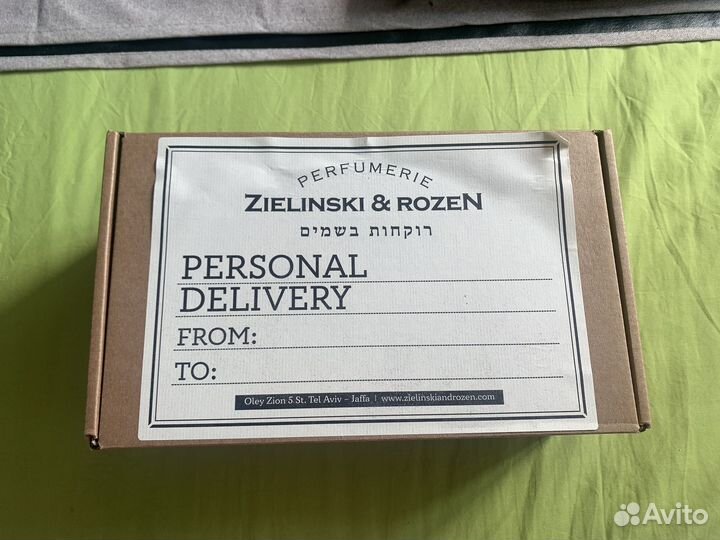 PERFŪMERIE
ZIELINSKI & ROZEN
רוקחות בשמים
PERSONAL
DELIVERY
FROM:
TO:
Oley Zion 5 St. Tel Aviv – Jaffa | www.zielinskiandrozen.com
Avito